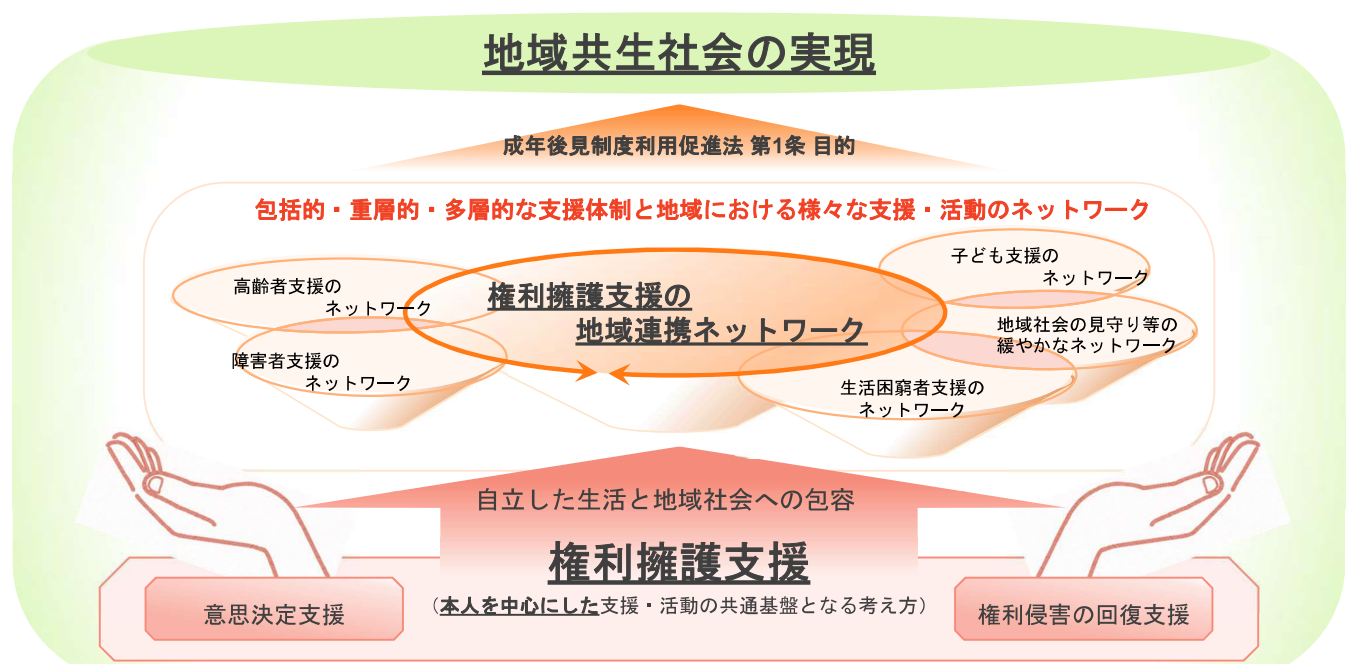 地域共生社会の実現
成年後見制度利用促進法 第1条 目的
包括的・重層的・多層的な支援体制と地域における様々な支援・活動のネットワーク
高齢者支援の
ネットワーク
障害者支援の
ネットワーク
権利擁護支援の
地域連携ネットワーク
子ども支援の
ネットワーク
地域社会の見守り等の
緩やかなネットワーク
生活困窮者支援の
ネットワーク
自立した生活と地域社会への包容
権利擁護支援
（本人を中心にした支援・活動の共通基盤となる考え方）
意思決定支援
権利侵害の回復支援